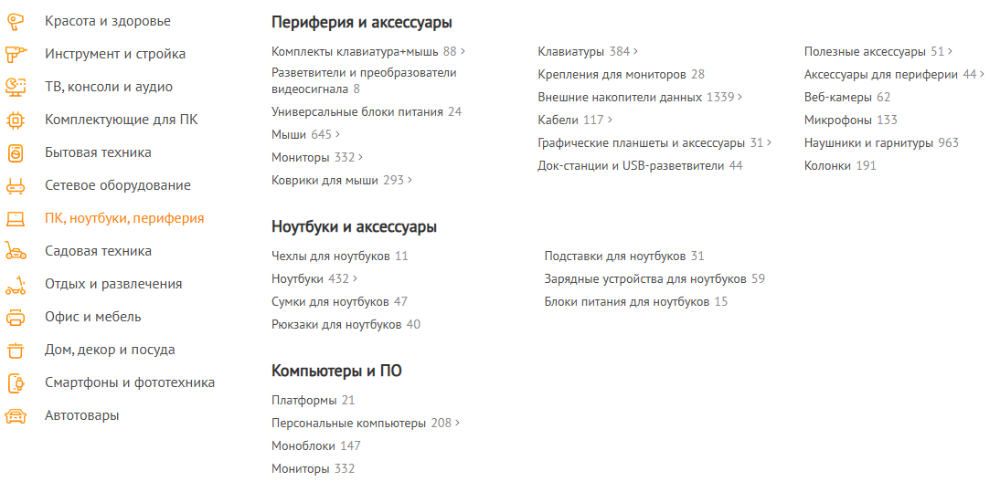 Красота и здоровье
Инструмент и стройка
ТВ, консоли и аудио
Комплектующие для ПК
Бытовая техника
Сетевое оборудование
ПК, ноутбуки, периферия
Садовая техника
Отдых и развлечения
Офис и мебель
Дом, декор и посуда
Смартфоны и фототехника
Автотовары
Периферия и аксессуары
Комплекты клавиатура+мышь 88 >
Разветвители и преобразователи
видеосигнала 8
Универсальные блоки питания 24
Мыши 645 >
Мониторы 332 >
Коврики для мыши 293 >
Клавиатуры 384 >
Крепления для мониторов 28
Внешние накопители данных 1339 >
Кабели 117 >
Графические планшеты и аксессуары 31 >
Док-станции и USB-разветвители 44
Полезные аксессуары 51 >
Аксессуары для периферии 44 >
Веб-камеры 62
Микрофоны 133
Наушники и гарнитуры 963
Колонки 191
Ноутбуки и аксессуары
Чехлы для ноутбуков 11
Ноутбуки 432 >
Сумки для ноутбуков 47
Рюкзаки для ноутбуков 40
Подставки для ноутбуков 31
Зарядные устройства для ноутбуков 59
Блоки питания для ноутбуков 15
Компьютеры и ПО
Платформы 21
Персональные компьютеры 208 >
Моноблоки 147
Мониторы 332